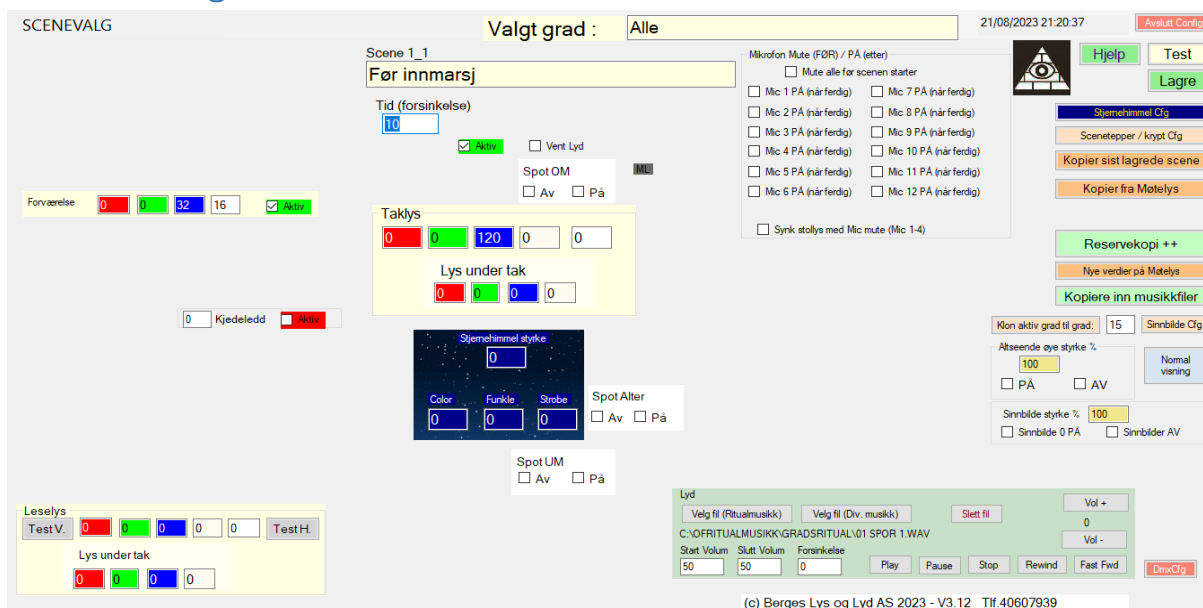 SCENEVALG
Valgt grad :
Alle
21/08/2023 21:20:37
Avslutt Config
Scene 1_1
Før innmarsj
Tid (forsinkelse)
10
Aktiv
Vent Lyd
Spot OM
Av
På
ML
Mikrofon Mute (FØR) / PÅ (etter)
Mute alle før scenen starter
Mic 1 PÅ (når ferdig)
Mic 7 PÅ (når ferdig)
Mic 2 PÅ (når ferdig)
Mic 8 PÅ (når ferdig)
Mic 3 PÅ (når ferdig)
Mic 9 PÅ (når ferdig)
Mic 4 PÅ (når ferdig)
Mic 10 PÅ (når ferdig)
Mic 5 PÅ (når ferdig)
Mic 11 PÅ (når ferdig)
Mic 6 PÅ (når ferdig)
Mic 12 PÅ (når ferdig)
Synk stollys med Mic mute (Mic 1-4)
Hjelp
Test
Lagre
Stjernehimmel Cfg
Scenetepper / krypt Cfg
Kopier sist lagrede scene
Kopier fra Møtelys
Reservekopi ++
Nye verdier på Møtelys
Kopiere inn musikkfiler
Klon aktiv grad til grad:
15
Sinnbilde Cfg
Altseende øye styrke %
100
PÅ
AV
Normal
visning
Sinnbilde styrke %
100
Sinnbilde 0 PÅ
Sinnbilder AV
Forværelse
0
0
32
16
Aktiv
Taklys
0
0
120
0
0
Lys under tak
0
0
0
0
0
Kjedeledd
Aktiv
Stjernehimmel styrke
0
Color
Funkle
Strobe
0
0
0
Spot Alter
Av
På
Spot UM
Av
På
Leselys
Test V.
0
0
0
0
0
Test H.
Lys under tak
0
0
0
0
Lyd
Velg fil (Ritualmusikk)
Velg fil (Div. musikk)
Slett fil
Vol +
0
Vol -
C:\OFRITUALMUSIKK\GRADSRITUAL\01 SPOR 1.WAV
Start Volum
Slutt Volum
Forsinkelse
50
50
0
Play
Pause
Stop
Rewind
Fast Fwd
DmxCfg
(c) Berges Lys og Lyd AS 2023 - V3.12 Tlf.40607939